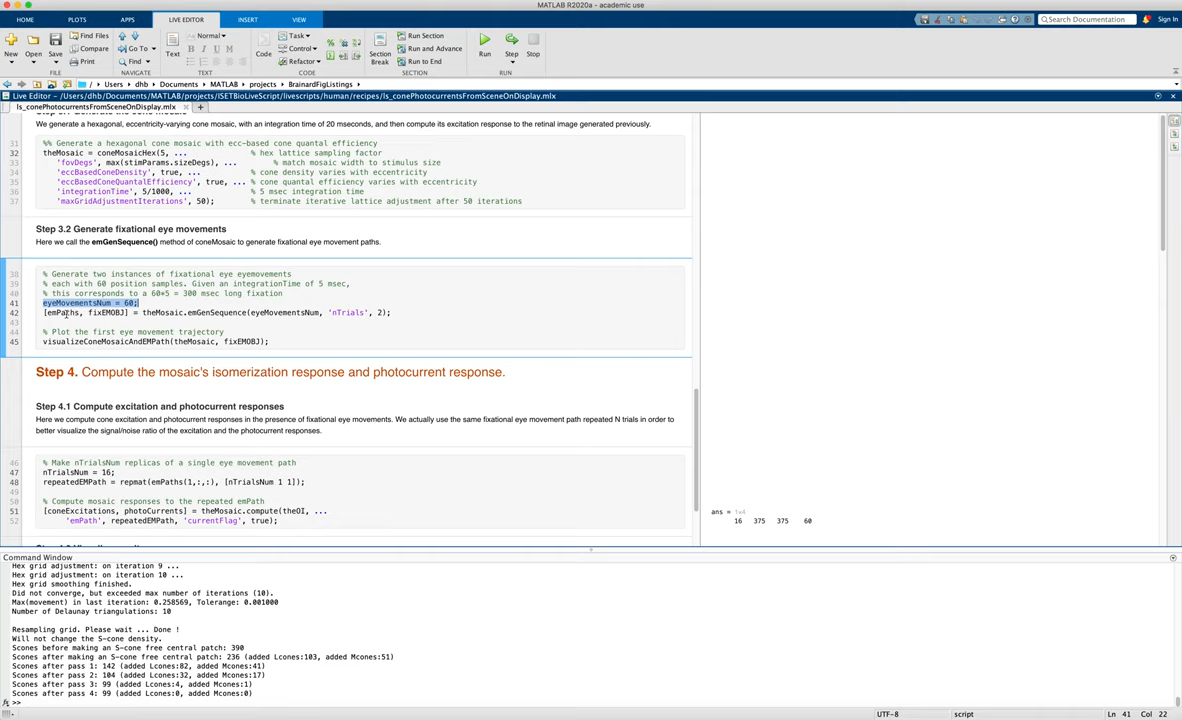 MATLAB R2020a - academic use
HOME PLOTS APPS LIVE EDITOR INSERT VIEW
Search Documentation Sign In
New Open Save Find Files Compare Print Go To Find Text Normal B I U M Code Task Control Refactor Section Break Run Section Run and Advance Run to End Run Step Stop
FILE NAVIGATE TEXT CODE SECTION RUN
/ Users dhb Documents MATLAB projects BrainardFigListings
Live Editor - /Users/dhb/Documents/MATLAB/projects/ISETBioLiveScript/livescripts/human/recipes/ls_conePhotocurrentsFromSceneOnDisplay.mlx
ls_conePhotocurrentsFromSceneOnDisplay.mlx × +
We generate a hexagonal, eccentricity-varying cone mosaic, with an integration time of 20 mseconds, and then compute its excitation response to the retinal image generated previously.
31 %% Generate a hexagonal cone mosaic with ecc-based cone quantal efficiency
32 theMosaic = coneMosaicHex(5, ... % hex lattice sampling factor
33 'fovDegs', max(stimParams.sizeDegs), ... % match mosaic width to stimulus size
34 'eccBasedConeDensity', true, ... % cone density varies with eccentricity
35 'eccBasedConeQuantalEfficiency', true, ... % cone quantal efficiency varies with eccentricity
36 'integrationTime', 5/1000, ... % 5 msec integration time
37 'maxGridAdjustmentIterations', 50); % terminate iterative lattice adjustment after 50 iterations
Step 3.2 Generate fixational eye movements
Here we call the emGenSequence() method of coneMosaic to generate fixational eye movement paths.
38 % Generate two instances of fixational eye eyemovements
39 % each with 60 position samples. Given an integrationTime of 5 msec,
40 % this corresponds to a 60*5 = 300 msec long fixation
41 eyeMovementsNum = 60;
42 [emPaths, fixEMOBJ] = theMosaic.emGenSequence(eyeMovementsNum, 'nTrials', 2);
43
44 % Plot the first eye movement trajectory
45 visualizeConeMosaicAndEMPath(theMosaic, fixEMOBJ);
Step 4. Compute the mosaic's isomerization response and photocurrent response.
Step 4.1 Compute excitation and photocurrent responses
Here we compute cone excitation and photocurrent responses in the presence of fixational eye movements. We actually use the same fixational eye movement path repeated N trials in order to
better visualize the signal/noise ratio of the excitation and the photocurrent responses.
46 % Make nTrialsNum replicas of a single eye movement path
47 nTrialsNum = 16;
48 repeatedEMPath = repmat(emPaths(1,:,:), [nTrialsNum 1 1]);
49
50 % Compute mosaic responses to the repeated emPath
51 [coneExcitations, photoCurrents] = theMosaic.compute(theOI, ...
52 'emPath', repeatedEMPath, 'currentFlag', true);
ans = 1×4
16 375 375 60
Command Window
Hex grid adjustment: on iteration 9 ...
Hex grid adjustment: on iteration 10 ...
Hex grid smoothing finished.
Did not converge, but exceeded max number of iterations (10).
Max(movement) in last iteration: 0.258569, Tolerange: 0.001000
Number of Delaunay triangulations: 10
Resampling grid. Please wait ... Done !
Will not change the S-cone density.
Scones before making an S-cone free central patch: 390
Scones after making an S-cone free central patch: 236 (added Lcones:103, added Mcones:51)
Scones after pass 1: 142 (added Lcones:82, added Mcones:41)
Scones after pass 2: 104 (added Lcones:32, added Mcones:17)
Scones after pass 3: 99 (added Lcones:4, added Mcones:1)
Scones after pass 4: 99 (added Lcones:0, added Mcones:0)
fx >>
UTF-8 script Ln 41 Col 22